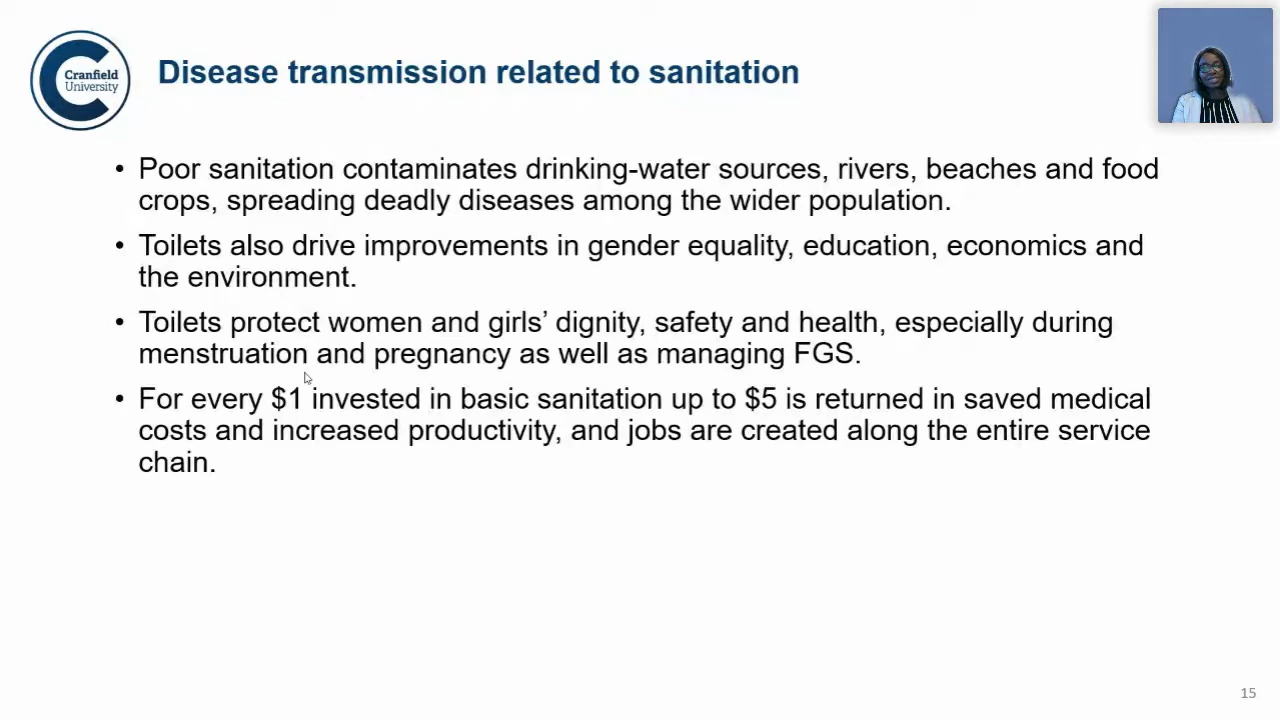 Cranfield
University
Disease transmission related to sanitation
• Poor sanitation contaminates drinking-water sources, rivers, beaches and food
crops, spreading deadly diseases among the wider population.
• Toilets also drive improvements in gender equality, education, economics and
the environment.
• Toilets protect women and girls’ dignity, safety and health, especially during
menstruation and pregnancy as well as managing FGS.
• For every $1 invested in basic sanitation up to $5 is returned in saved medical
costs and increased productivity, and jobs are created along the entire service
chain.
15